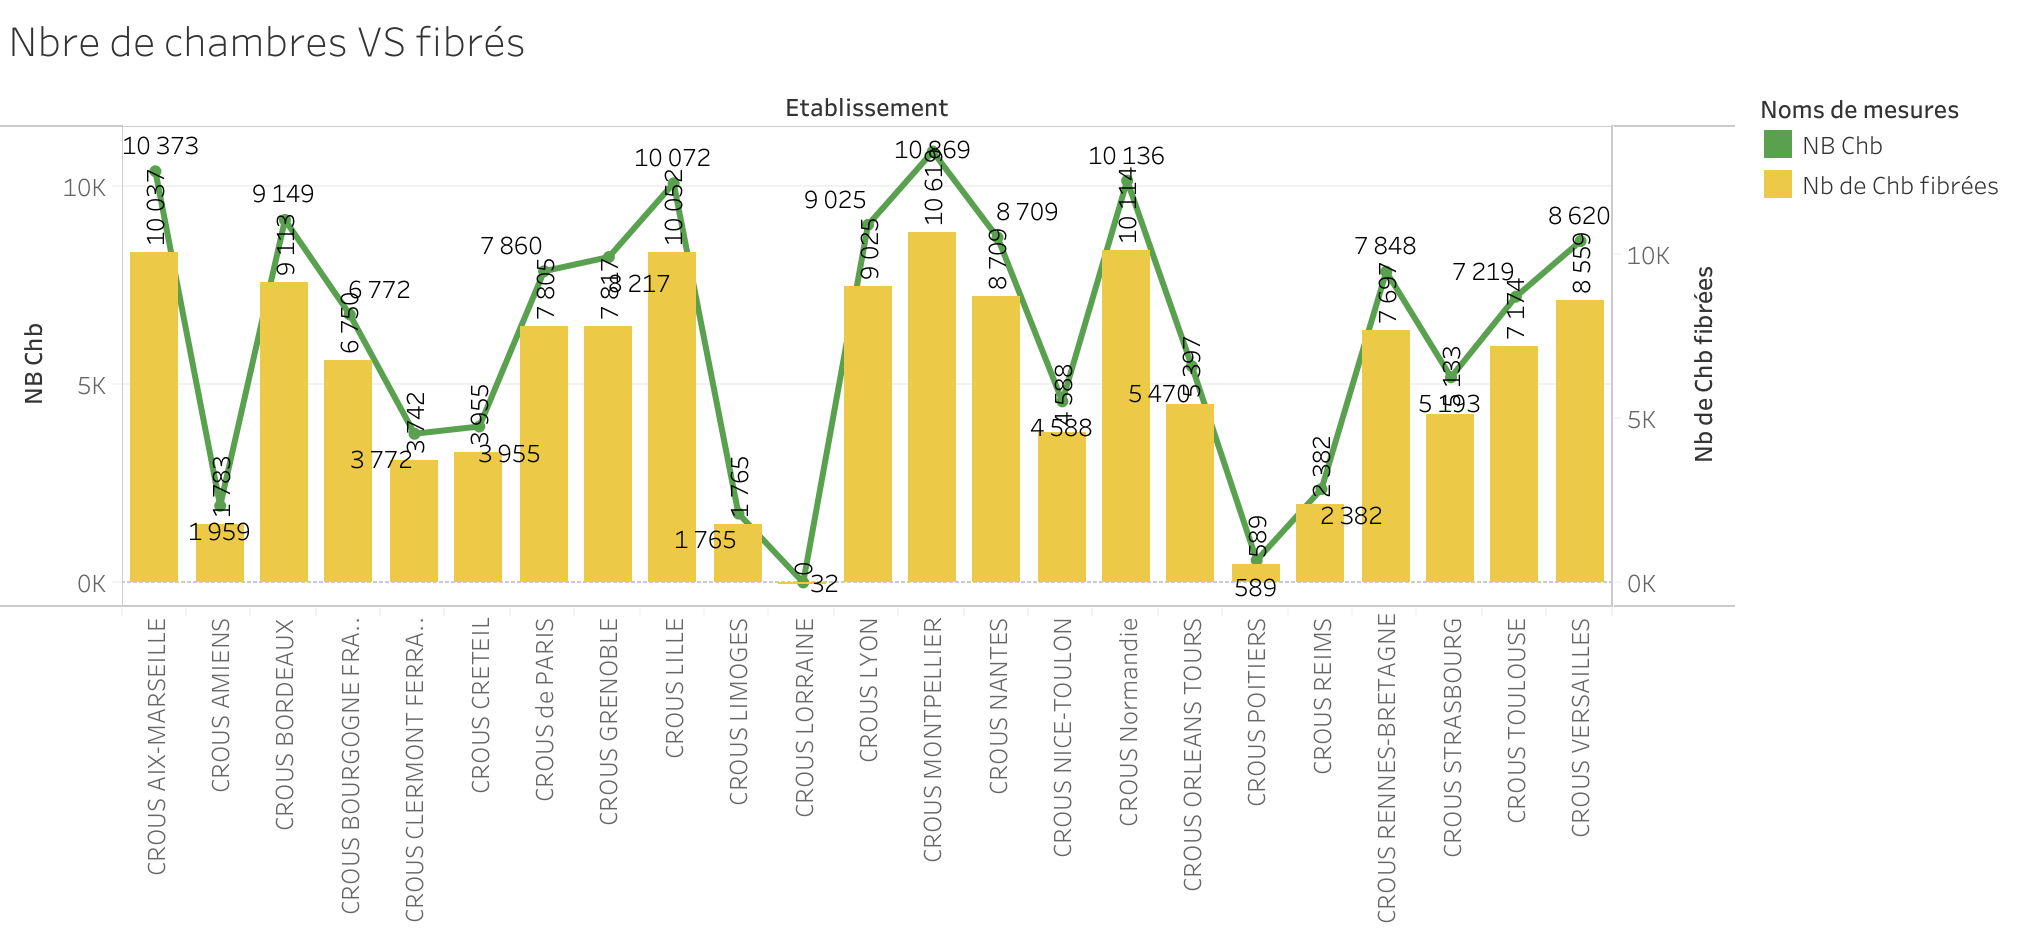 Nbre de chambres VS fibrés
Etablissement
Noms de mesures
NB Chb
Nb de Chb fibrées
NB Chb
10K
5K
0K
10 373
10 037
1 783
1 959
9 149
9 113
6 772
6 750
3 742
3 772
3 955
3 955
7 860
7 805
7 817
8 217
10 072
10 052
1 765
1 765
0
32
9 025
9 025
10 869
10 619
8 709
8 709
4 588
4 588
10 136
10 114
5 397
5 470
589
589
2 382
2 382
7 848
7 697
5 133
5 193
7 219
7 174
8 620
8 559
10K
5K
0K
Nb de Chb fibrées
CROUS AIX-MARSEILLE
CROUS AMIENS
CROUS BORDEAUX
CROUS BOURGOGNE FRA..
CROUS CLERMONT FERRA..
CROUS CRETEIL
CROUS de PARIS
CROUS GRENOBLE
CROUS LILLE
CROUS LIMOGES
CROUS LORRAINE
CROUS LYON
CROUS MONTPELLIER
CROUS NANTES
CROUS NICE-TOULON
CROUS Normandie
CROUS ORLEANS TOURS
CROUS POITIERS
CROUS REIMS
CROUS RENNES-BRETAGNE
CROUS STRASBOURG
CROUS TOULOUSE
CROUS VERSAILLES